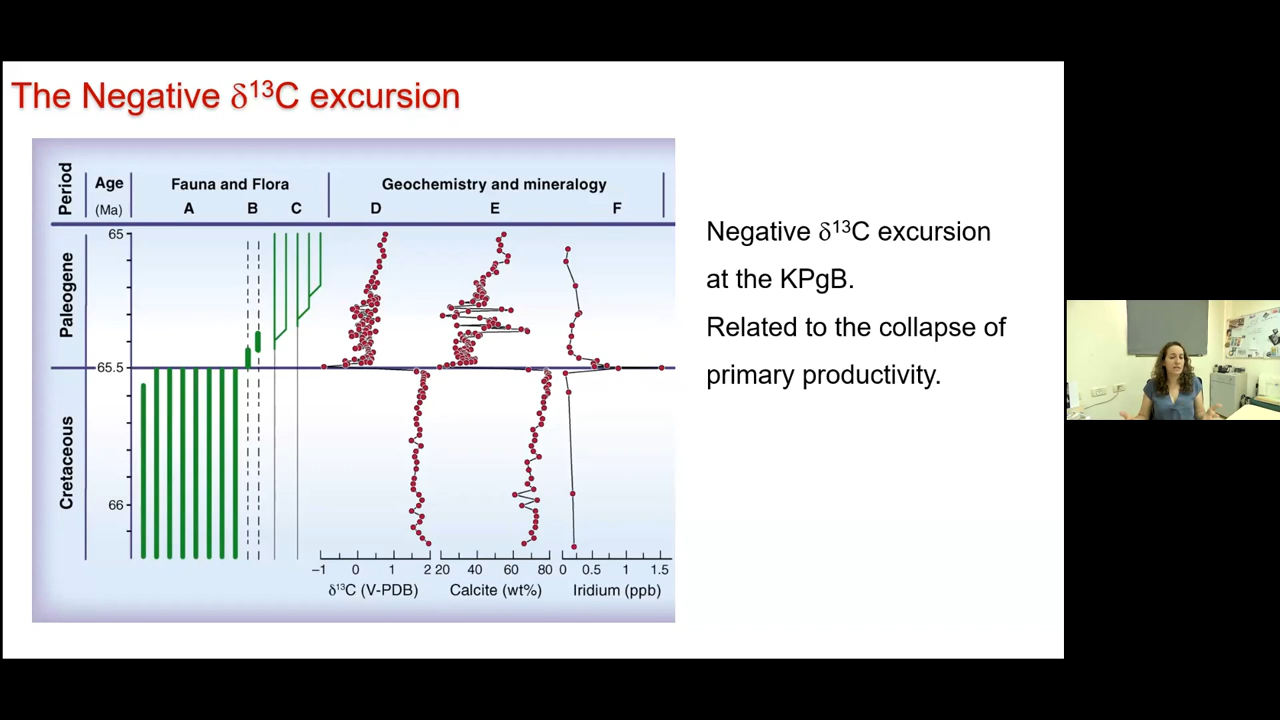 The Negative δ¹³C excursion
Period
Age
(Ma)
Fauna and Flora
Geochemistry and mineralogy
A B C D E F
Paleogene
Cretaceous
65
65.5
66
−1 0 1 2 20 40 60 80 0 0.5 1 1.5
δ¹³C (V-PDB) Calcite (wt%) Iridium (ppb)
Negative δ¹³C excursion
at the KPgB.
Related to the collapse of
primary productivity.